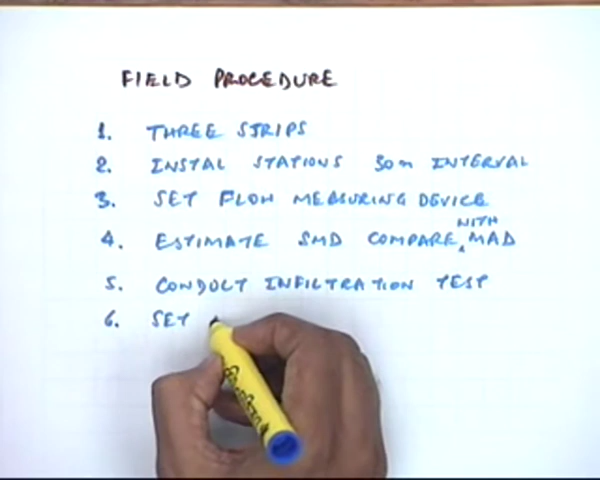 FIELD PROCEDURE
1. THREE STRIPS
2. INSTAL STATIONS 30m INTERVAL
3. SET FLOW MEASURING DEVICE
4. ESTIMATE SMD COMPARE WITH MAD
5. CONDUCT INFILTRATION TEST
6. SET